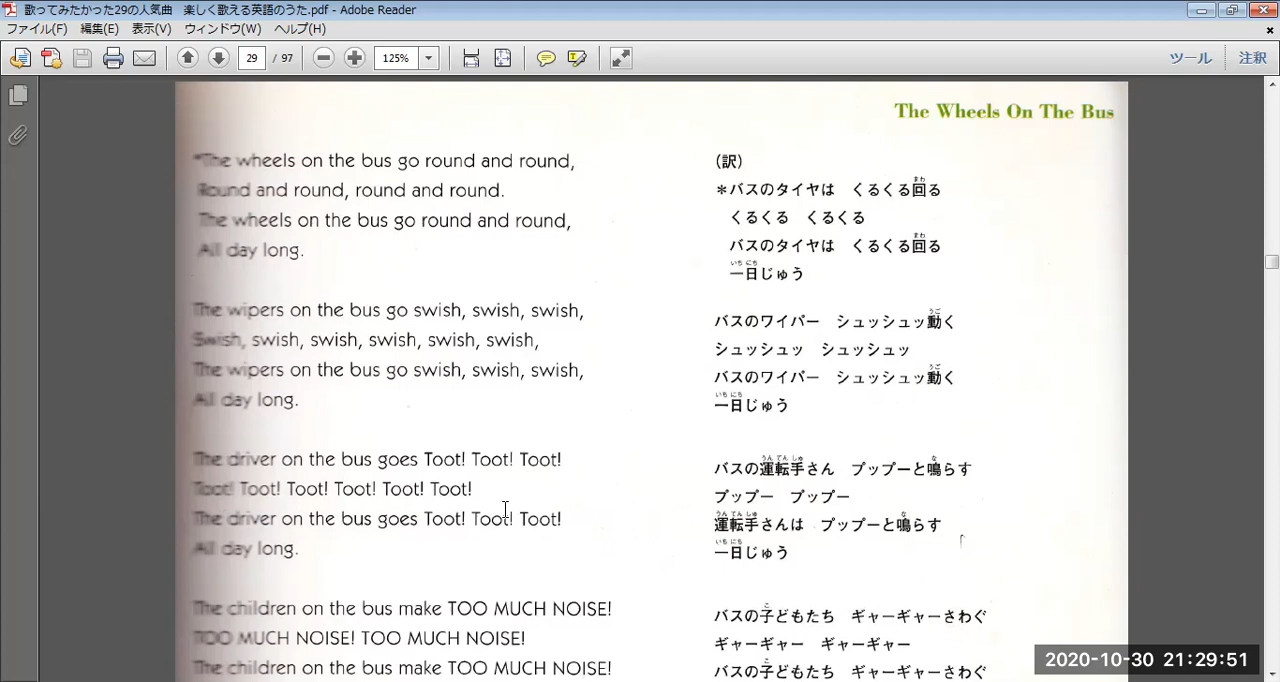 歌ってみたかった29の人気曲　楽しく歌える英語のうた.pdf - Adobe Reader
ファイル(F) 編集(E) 表示(V) ウィンドウ(W) ヘルプ(H)
29 / 97 125% ツール 注釈
The Wheels On The Bus
*The wheels on the bus go round and round,
Round and round, round and round.
The wheels on the bus go round and round,
All day long.
The wipers on the bus go swish, swish, swish,
Swish, swish, swish, swish, swish, swish,
The wipers on the bus go swish, swish, swish,
All day long.
The driver on the bus goes Toot! Toot! Toot!
Toot! Toot! Toot! Toot! Toot! Toot!
The driver on the bus goes Toot! Toot! Toot!
All day long.
The children on the bus make TOO MUCH NOISE!
TOO MUCH NOISE! TOO MUCH NOISE!
The children on the bus make TOO MUCH NOISE!
（訳）
＊バスのタイヤは　くるくる回る
くるくる　くるくる
バスのタイヤは　くるくる回る
一日じゅう
バスのワイパー　シュッシュッ動く
シュッシュッ　シュッシュッ
バスのワイパー　シュッシュッ動く
一日じゅう
バスの運転手さん　プップーと鳴らす
プップー　プップー
運転手さんは　プップーと鳴らす
一日じゅう
バスの子どもたち　ギャーギャーさわぐ
ギャーギャー　ギャーギャー
バスの子どもたち　ギャーギャーさわぐ
2020-10-30 21:29:51